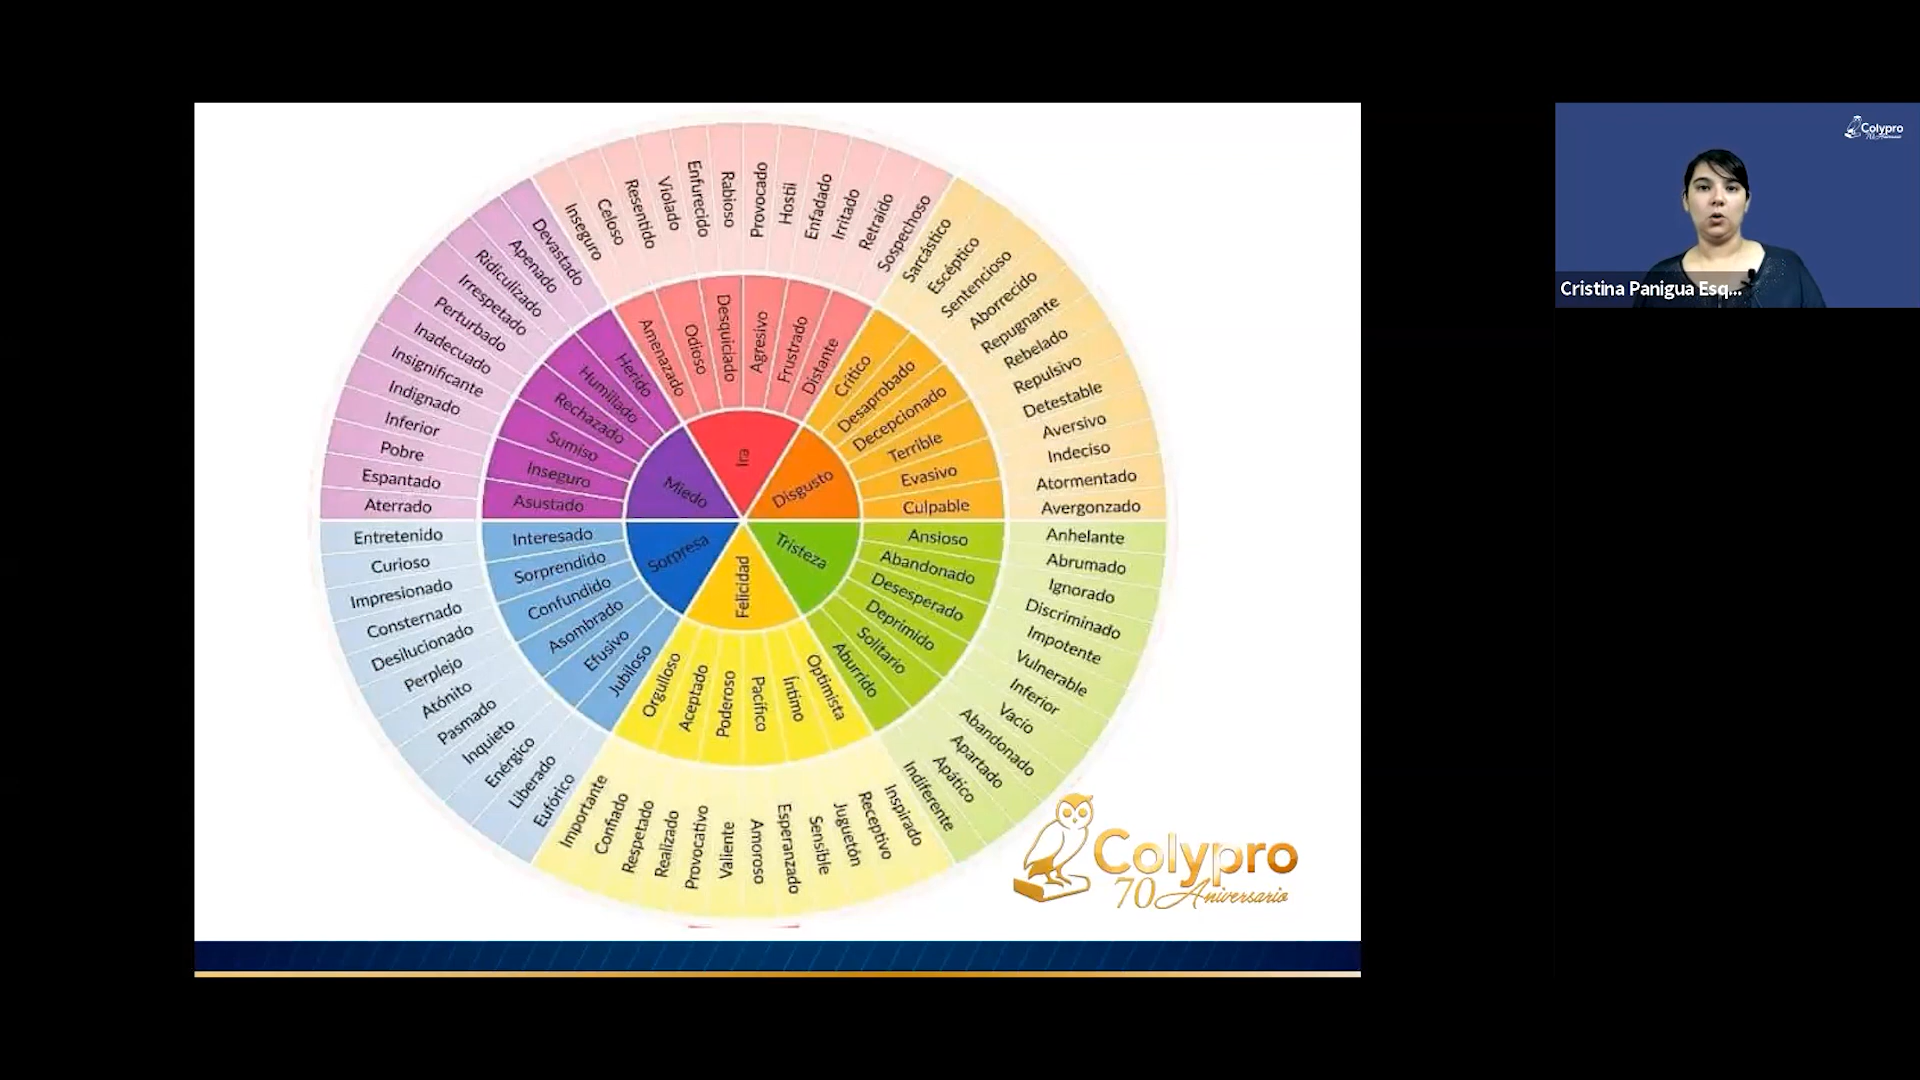 Ira
Disgusto
Tristeza
Felicidad
Sorpresa
Miedo
Amenazado
Odioso
Desquiciado
Agresivo
Frustrado
Distante
Crítico
Desaprobado
Decepcionado
Terrible
Evasivo
Culpable
Ansioso
Abandonado
Desesperado
Deprimido
Solitario
Aburrido
Optimista
Íntimo
Pacífico
Poderoso
Aceptado
Orgulloso
Jubiloso
Efusivo
Asombrado
Confundido
Sorprendido
Interesado
Asustado
Inseguro
Sumiso
Rechazado
Humillado
Herido
Inseguro
Celoso
Resentido
Violado
Enfurecido
Rabioso
Provocado
Hostil
Enfadado
Irritado
Retraído
Sospechoso
Sarcástico
Escéptico
Sentencioso
Aborrecido
Repugnante
Rebelado
Repulsivo
Detestable
Aversivo
Indeciso
Atormentado
Avergonzado
Anhelante
Abrumado
Ignorado
Discriminado
Impotente
Vulnerable
Inferior
Vacío
Abandonado
Apartado
Apático
Indiferente
Inspirado
Receptivo
Juguetón
Sensible
Esperanzado
Amoroso
Valiente
Provocativo
Realizado
Respetado
Confiado
Importante
Eufórico
Liberado
Enérgico
Inquieto
Pasmado
Atónito
Perplejo
Desilucionado
Consternado
Impresionado
Curioso
Entretenido
Aterrado
Espantado
Pobre
Inferior
Indignado
Insignificante
Inadecuado
Perturbado
Irrespetado
Ridiculizado
Apenado
Devastado
Colypro
70 Aniversario
Colypro
70 Aniversario
Cristina Panigua Esq...